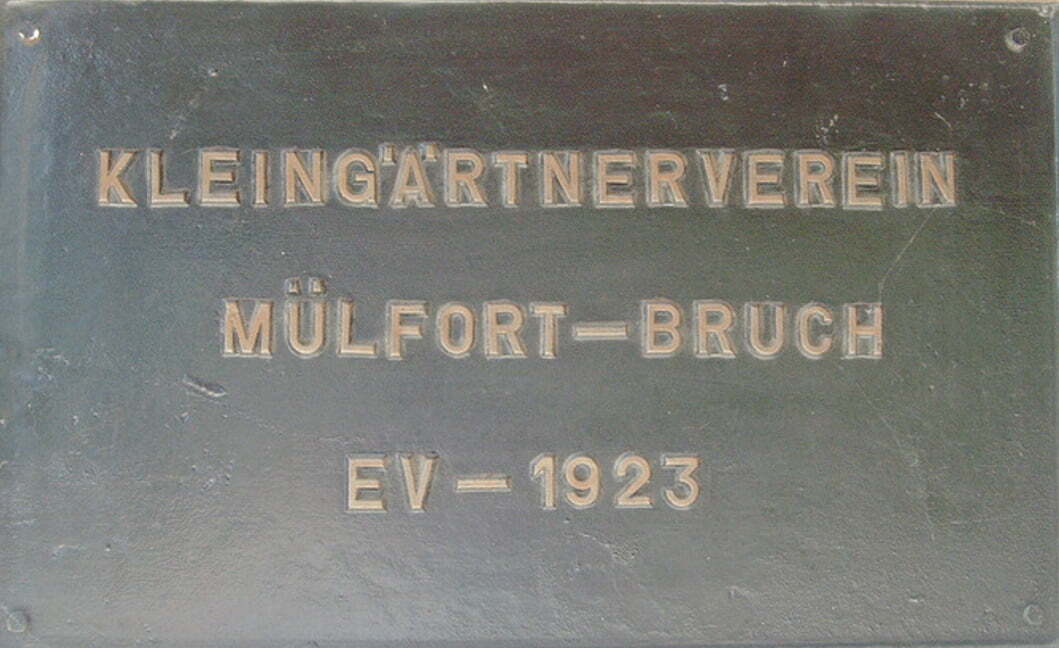 KLEINGÄRTNERVEREIN
MÜLFORT-BRUCH
EV-1923